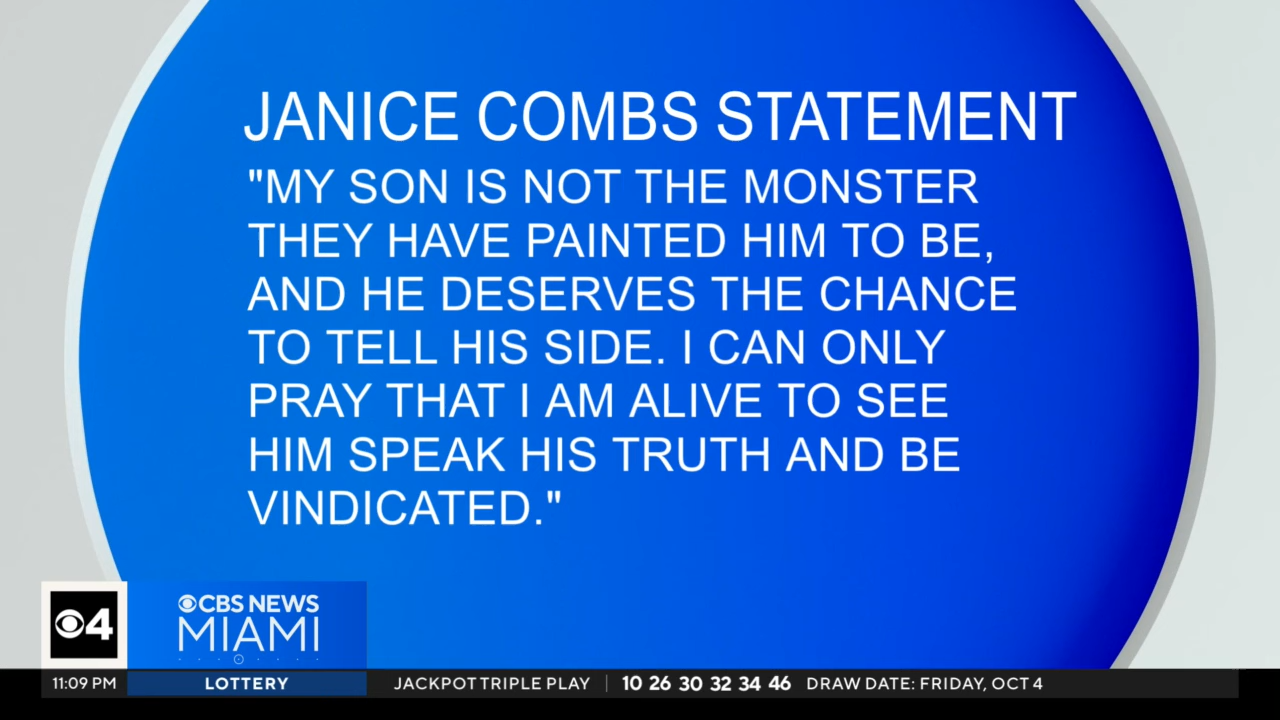 JANICE COMBS STATEMENT
"MY SON IS NOT THE MONSTER
THEY HAVE PAINTED HIM TO BE,
AND HE DESERVES THE CHANCE
TO TELL HIS SIDE. I CAN ONLY
PRAY THAT I AM ALIVE TO SEE
HIM SPEAK HIS TRUTH AND BE
VINDICATED."
4
CBS NEWS
MIAMI
11:09 PM LOTTERY JACKPOT TRIPLE PLAY | 10 26 30 32 34 46 DRAW DATE: FRIDAY, OCT 4